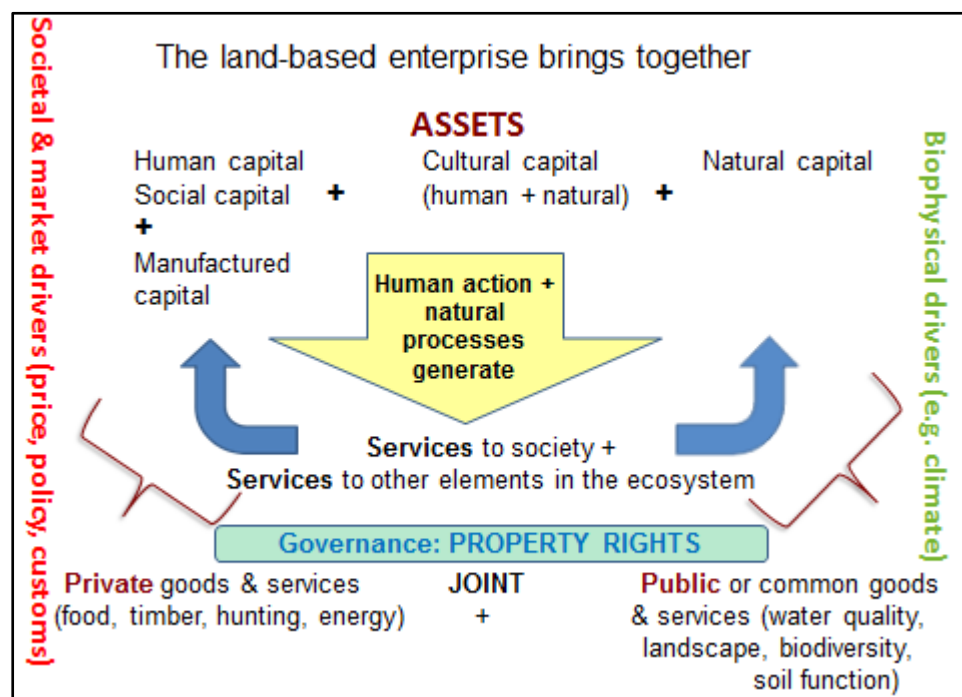 The land-based enterprise brings together
ASSETS
Human capital
Social capital +
+
Manufactured
capital
Cultural capital
(human + natural) +
Natural capital
Human action +
natural
processes
generate
Services to society +
Services to other elements in the ecosystem
Governance: PROPERTY RIGHTS
Private goods & services
(food, timber, hunting, energy)
JOINT
+
Public or common goods
& services (water quality,
landscape, biodiversity,
soil function)
Societal & market drivers (price, policy, customs)
Biophysical drivers (e.g. climate)